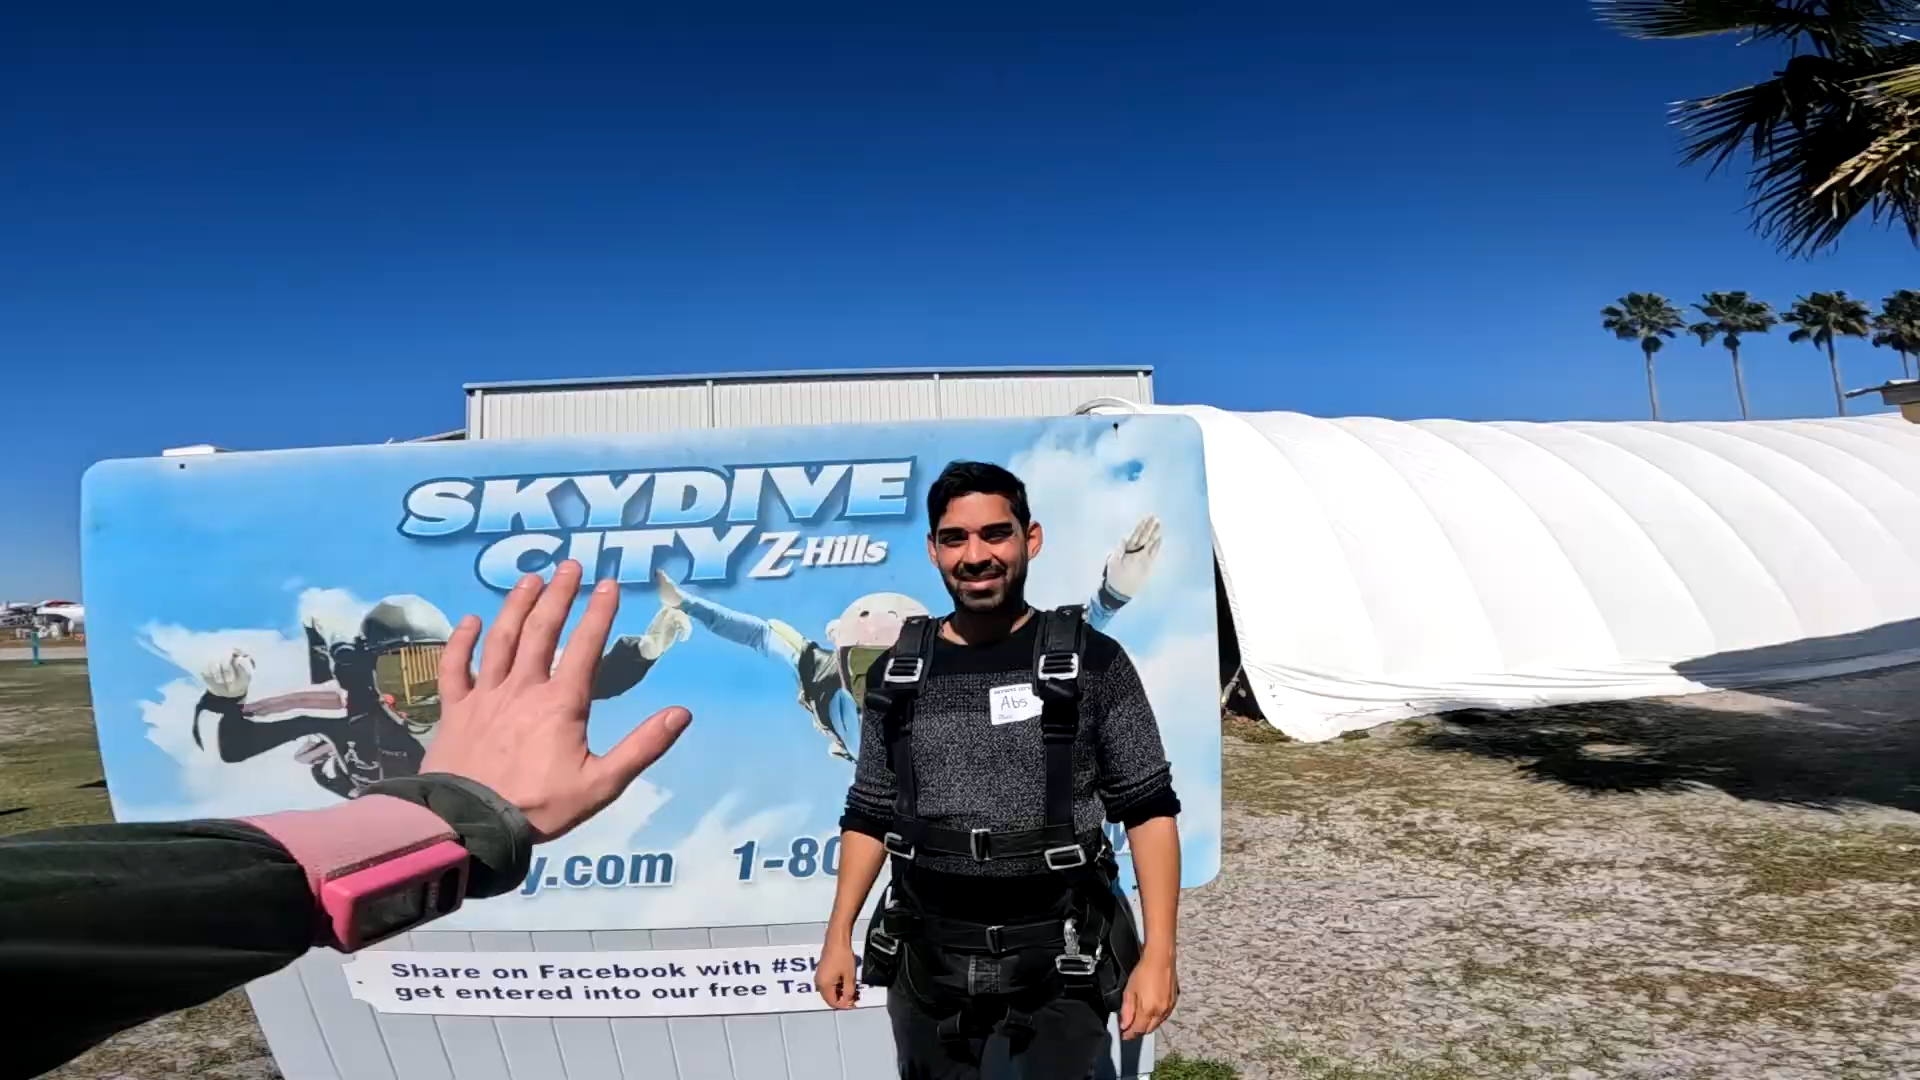 SKYDIVE
CITY Z-Hills
Abs
y.com 1-80
Share on Facebook with #Sk
get entered into our free Ta